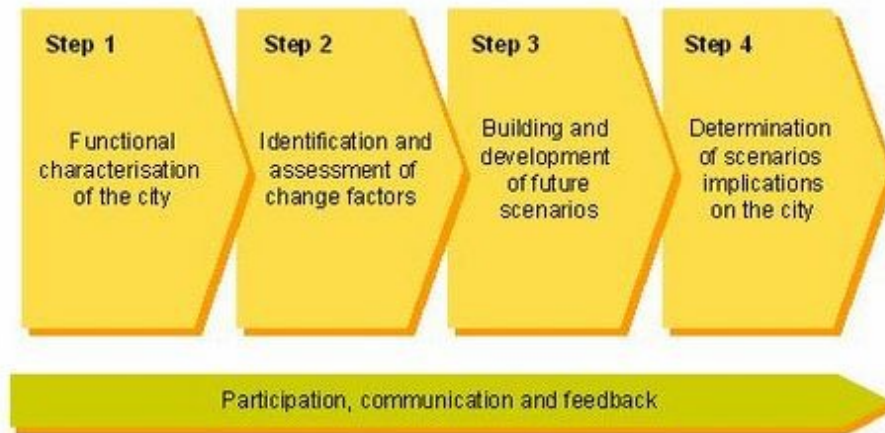 Step 1
Functional
characterisation
of the city
Step 2
Identification and
assessment of
change factors
Step 3
Building and
development
of future
scenarios
Step 4
Determination
of scenarios
implications
on the city
Participation, communication and feedback